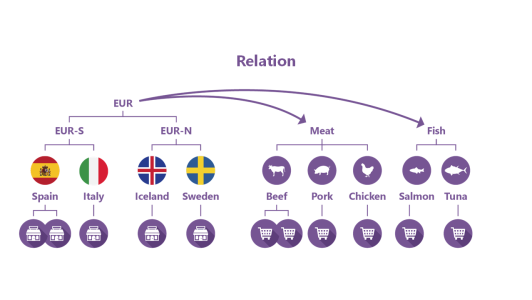 Relation
EUR
EUR-S EUR-N Meat Fish
Spain Italy Iceland Sweden Beef Pork Chicken Salmon Tuna